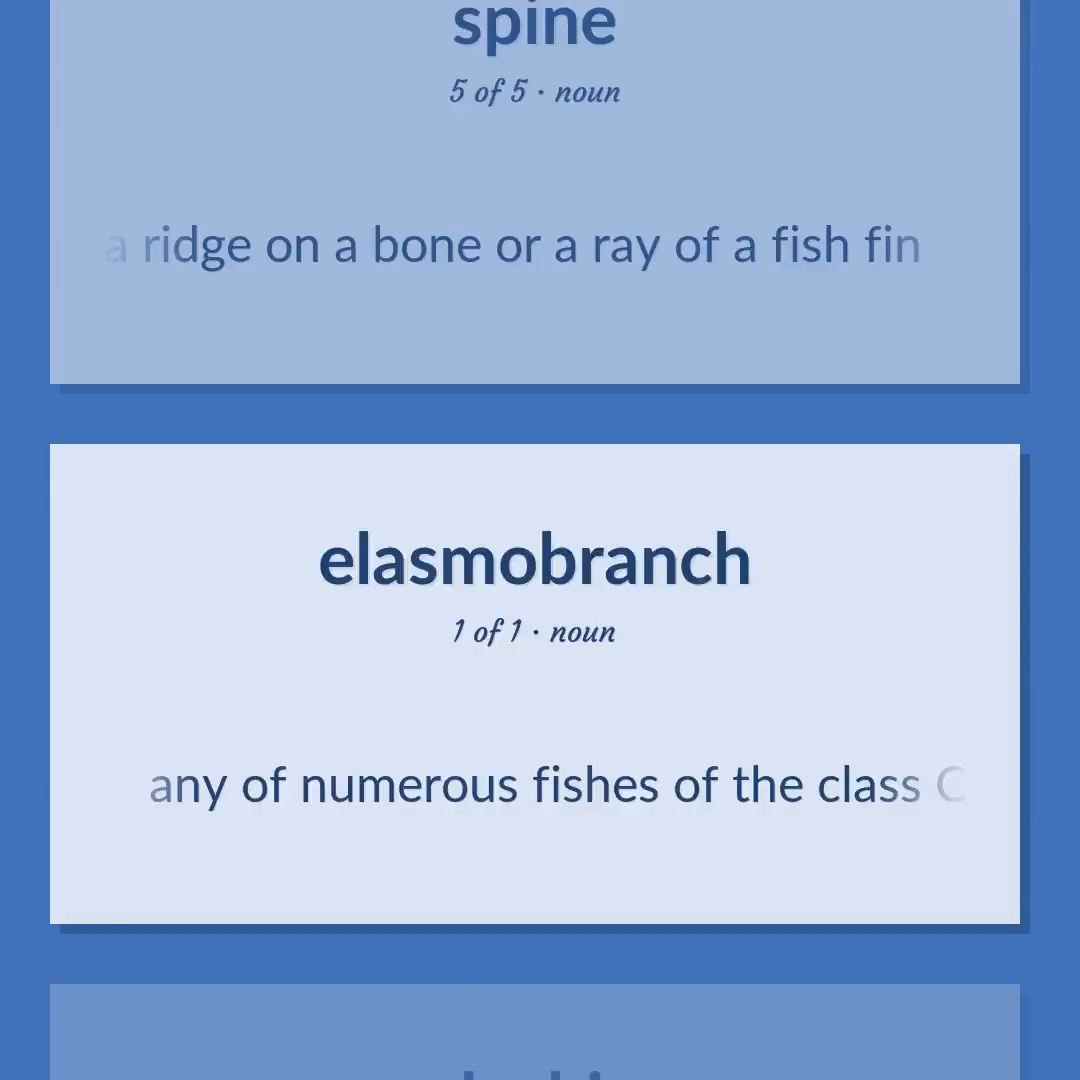 spine
5 of 5 · noun
a ridge on a bone or a ray of a fish fin
elasmobranch
1 of 1 · noun
any of numerous fishes of the class C